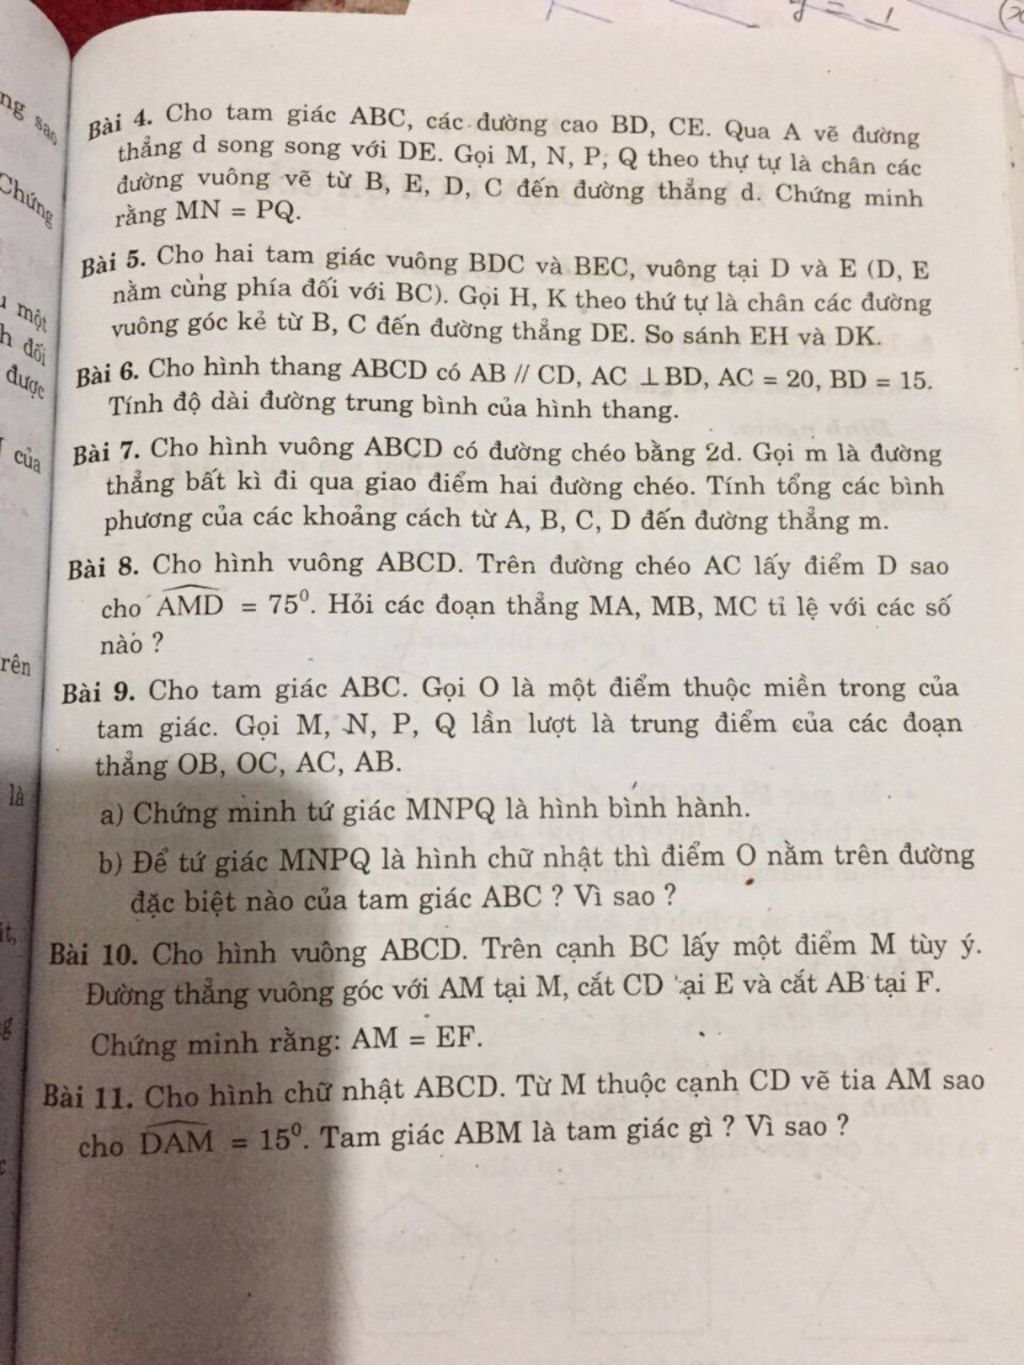 y = 1
ng sao
Chứng
một
h đối
được
của
rên
là
Bài 4. Cho tam giác ABC, các đường cao BD, CE. Qua A vẽ đường
thẳng d song song với DE. Gọi M, N, P, Q theo thự tự là chân các
đường vuông vẽ từ B, E, D, C đến đường thẳng d. Chứng minh
rằng MN = PQ.
Bài 5. Cho hai tam giác vuông BDC và BEC, vuông tại D và E (D, E
nằm cùng phía đối với BC). Gọi H, K theo thứ tự là chân các đường
vuông góc kẻ từ B, C đến đường thẳng DE. So sánh EH và DK.
Bài 6. Cho hình thang ABCD có AB // CD, AC ⊥ BD, AC = 20, BD = 15.
Tính độ dài đường trung bình của hình thang.
Bài 7. Cho hình vuông ABCD có đường chéo bằng 2d. Gọi m là đường
thẳng bất kì đi qua giao điểm hai đường chéo. Tính tổng các bình
phương của các khoảng cách từ A, B, C, D đến đường thẳng m.
Bài 8. Cho hình vuông ABCD. Trên đường chéo AC lấy điểm D sao
cho AMD = 75⁰. Hỏi các đoạn thẳng MA, MB, MC tỉ lệ với các số
nào ?
Bài 9. Cho tam giác ABC. Gọi O là một điểm thuộc miền trong của
tam giác. Gọi M, N, P, Q lần lượt là trung điểm của các đoạn
thẳng OB, OC, AC, AB.
a) Chứng minh tứ giác MNPQ là hình bình hành.
b) Để tứ giác MNPQ là hình chữ nhật thì điểm O nằm trên đường
đặc biệt nào của tam giác ABC ? Vì sao ?
Bài 10. Cho hình vuông ABCD. Trên cạnh BC lấy một điểm M tùy ý.
Đường thẳng vuông góc với AM tại M, cắt CD ại E và cắt AB tại F.
Chứng minh rằng: AM = EF.
Bài 11. Cho hình chữ nhật ABCD. Từ M thuộc cạnh CD vẽ tia AM sao
cho DAM = 15⁰. Tam giác ABM là tam giác gì ? Vì sao ?